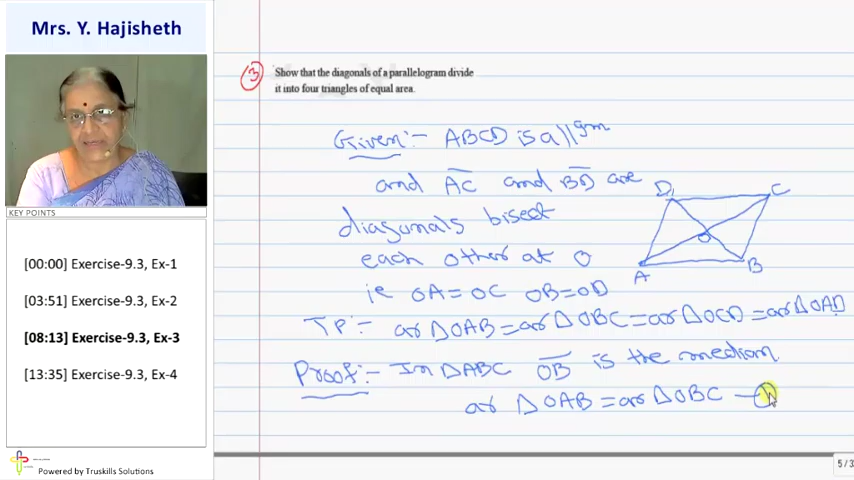 Mrs. Y. Hajisheth
KEY POINTS
[00:00] Exercise-9.3, Ex-1
[03:51] Exercise-9.3, Ex-2
[08:13] Exercise-9.3, Ex-3
[13:35] Exercise-9.3, Ex-4
Powered by Truskills Solutions
3 Show that the diagonals of a parallelogram divide
it into four triangles of equal area.
Given:- ABCD is a ||gm
and AC and BD are
diagonals bisect
each other at O
ie OA=OC OB=OD
TP:- ar ΔOAB=ar ΔOBC=ar ΔOCD=ar ΔOAD
Proof:- In ΔABC OB is the median
ar ΔOAB=ar ΔOBC —①
D C
O
A B
5/3